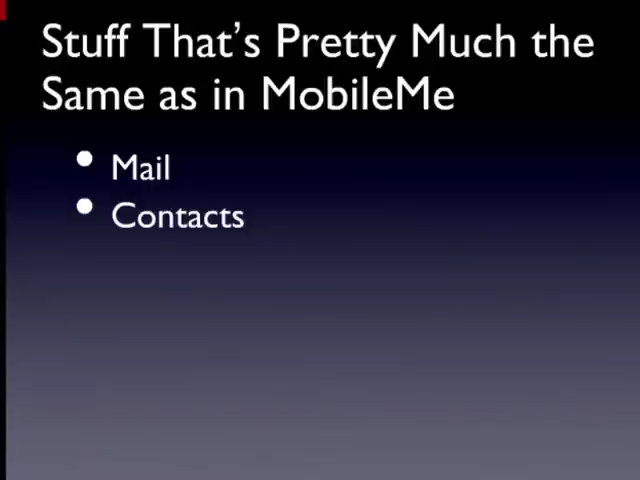 Stuff That’s Pretty Much the
Same as in MobileMe
• Mail
• Contacts